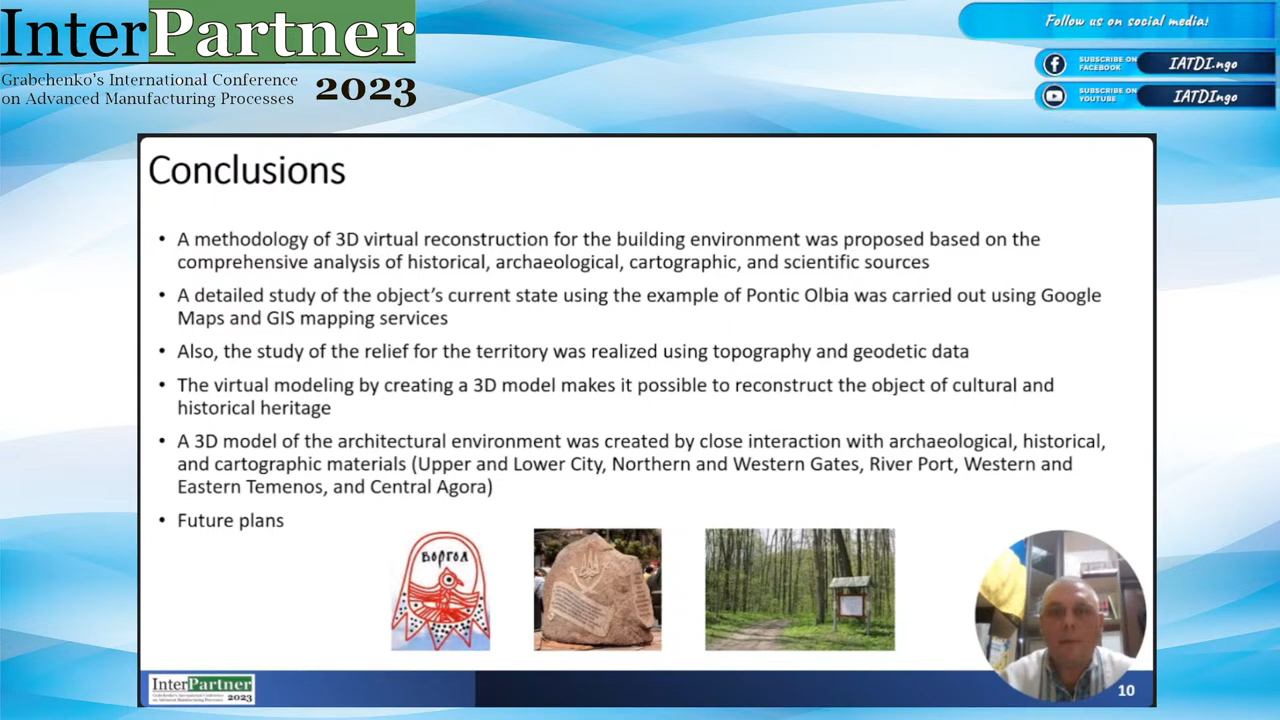 InterPartner
Grabchenko's International Conference
on Advanced Manufacturing Processes
2023
Follow us on social media!
SUBSCRIBE ON
FACEBOOK
IATDI.ngo
SUBSCRIBE ON
YOUTUBE
IATDIngo
Conclusions
• A methodology of 3D virtual reconstruction for the building environment was proposed based on the
comprehensive analysis of historical, archaeological, cartographic, and scientific sources
• A detailed study of the object's current state using the example of Pontic Olbia was carried out using Google
Maps and GIS mapping services
• Also, the study of the relief for the territory was realized using topography and geodetic data
• The virtual modeling by creating a 3D model makes it possible to reconstruct the object of cultural and
historical heritage
• A 3D model of the architectural environment was created by close interaction with archaeological, historical,
and cartographic materials (Upper and Lower City, Northern and Western Gates, River Port, Western and
Eastern Temenos, and Central Agora)
• Future plans
ВОРГОЛ
InterPartner
Grabchenko's International Conference
on Advanced Manufacturing Processes
2023
10